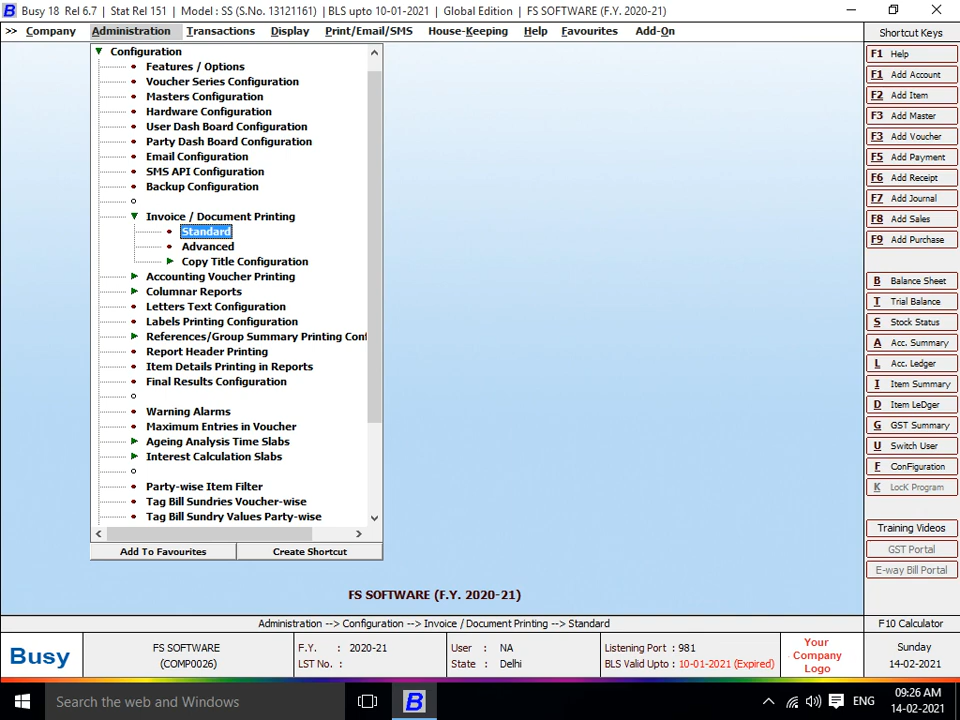 Busy 18 Rel 6.7 | Stat Rel 151 | Model : SS (S.No. 13121161) | BLS upto 10-01-2021 | Global Edition | FS SOFTWARE (F.Y. 2020-21)
>> Company Administration Transactions Display Print/Email/SMS House-Keeping Help Favourites Add-On
Shortcut Keys
Configuration
Features / Options
Voucher Series Configuration
Masters Configuration
Hardware Configuration
User Dash Board Configuration
Party Dash Board Configuration
Email Configuration
SMS API Configuration
Backup Configuration
Invoice / Document Printing
Standard
Advanced
Copy Title Configuration
Accounting Voucher Printing
Columnar Reports
Letters Text Configuration
Labels Printing Configuration
References/Group Summary Printing Conf
Report Header Printing
Item Details Printing in Reports
Final Results Configuration
Warning Alarms
Maximum Entries in Voucher
Ageing Analysis Time Slabs
Interest Calculation Slabs
Party-wise Item Filter
Tag Bill Sundries Voucher-wise
Tag Bill Sundry Values Party-wise
Add To Favourites Create Shortcut
F1 Help
F1 Add Account
F2 Add Item
F3 Add Master
F3 Add Voucher
F5 Add Payment
F6 Add Receipt
F7 Add Journal
F8 Add Sales
F9 Add Purchase
B Balance Sheet
T Trial Balance
S Stock Status
A Acc. Summary
L Acc. Ledger
I Item Summary
D Item LeDger
G GST Summary
U Switch User
F ConFiguration
K LocK Program
Training Videos
GST Portal
E-way Bill Portal
FS SOFTWARE (F.Y. 2020-21)
Administration --> Configuration --> Invoice / Document Printing --> Standard
F10 Calculator
Busy
FS SOFTWARE
(COMP0026)
F.Y. : 2020-21
LST No. :
User : NA
State : Delhi
Listening Port : 981
BLS Valid Upto : 10-01-2021 (Expired)
Your
Company
Logo
Sunday
14-02-2021
Search the web and Windows
B
ENG
09:26 AM
14-02-2021